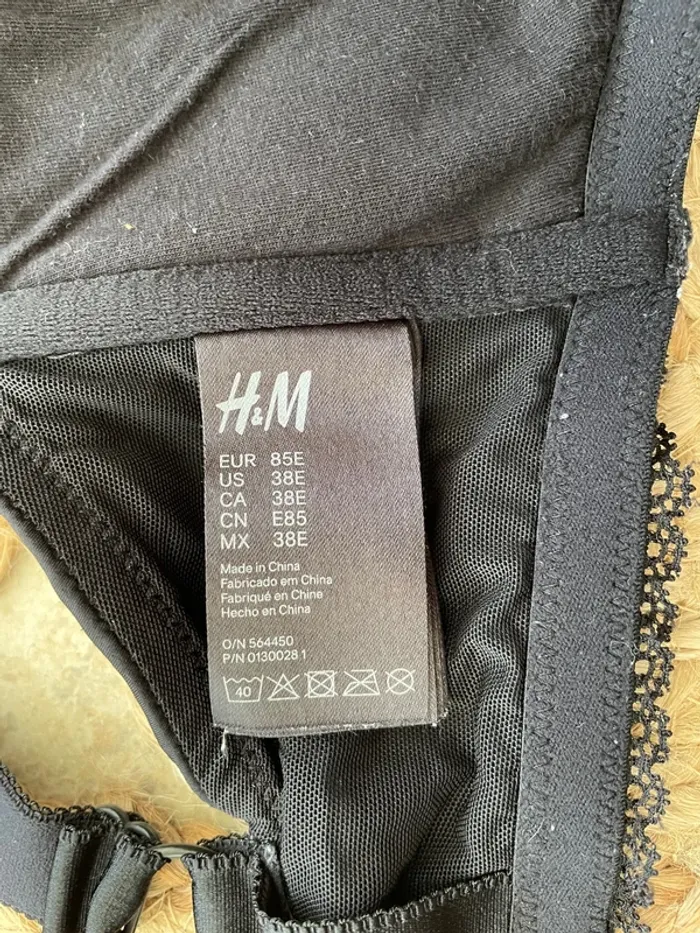 H&M
EUR 85E
US 38E
CA 38E
CN E85
MX 38E
Made in China
Fabricado em China
Fabriqué en Chine
Hecho en China
O/N 564450
P/N 0130028 1
40